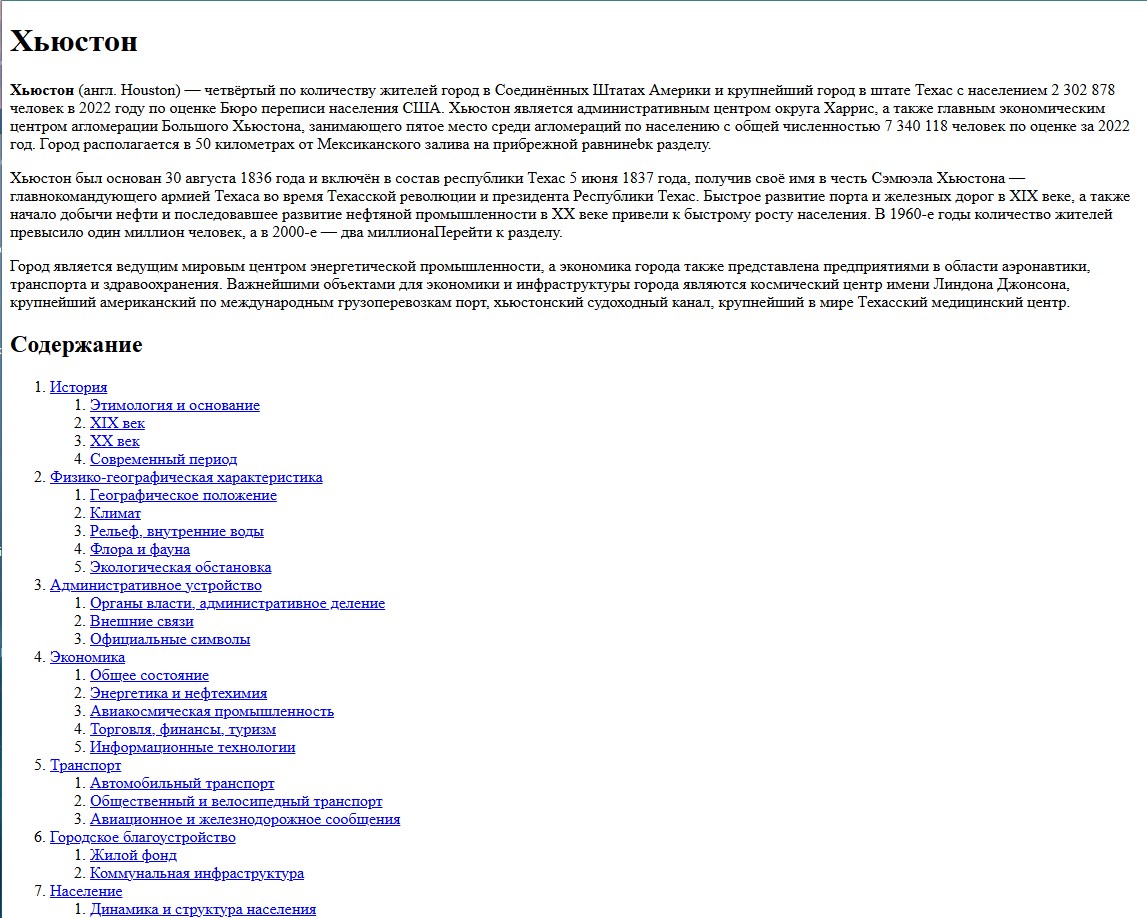 Хьюстон
Хьюстон (англ. Houston) — четвёртый по количеству жителей город в Соединённых Штатах Америки и крупнейший город в штате Техас с населением 2 302 878
человек в 2022 году по оценке Бюро переписи населения США. Хьюстон является административным центром округа Харрис, а также главным экономическим
центром агломерации Большого Хьюстона, занимающего пятое место среди агломераций по населению с общей численностью 7 340 118 человек по оценке за 2022
год. Город располагается в 50 километрах от Мексиканского залива на прибрежной равнинеbк разделу.
Хьюстон был основан 30 августа 1836 года и включён в состав республики Техас 5 июня 1837 года, получив своё имя в честь Сэмюэла Хьюстона —
главнокомандующего армией Техаса во время Техасской революции и президента Республики Техас. Быстрое развитие порта и железных дорог в XIX веке, а также
начало добычи нефти и последовавшее развитие нефтяной промышленности в XX веке привели к быстрому росту населения. В 1960-е годы количество жителей
превысило один миллион человек, а в 2000-е — два миллионаПерейти к разделу.
Город является ведущим мировым центром энергетической промышленности, а экономика города также представлена предприятиями в области аэронавтики,
транспорта и здравоохранения. Важнейшими объектами для экономики и инфраструктуры города являются космический центр имени Линдона Джонсона,
крупнейший американский по международным грузоперевозкам порт, хьюстонский судоходный канал, крупнейший в мире Техасский медицинский центр.
Содержание
1. История
1. Этимология и основание
2. XIX век
3. XX век
4. Современный период
2. Физико-географическая характеристика
1. Географическое положение
2. Климат
3. Рельеф, внутренние воды
4. Флора и фауна
5. Экологическая обстановка
3. Административное устройство
1. Органы власти, административное деление
2. Внешние связи
3. Официальные символы
4. Экономика
1. Общее состояние
2. Энергетика и нефтехимия
3. Авиакосмическая промышленность
4. Торговля, финансы, туризм
5. Информационные технологии
5. Транспорт
1. Автомобильный транспорт
2. Общественный и велосипедный транспорт
3. Авиационное и железнодорожное сообщения
6. Городское благоустройство
1. Жилой фонд
2. Коммунальная инфраструктура
7. Население
1. Динамика и структура населения